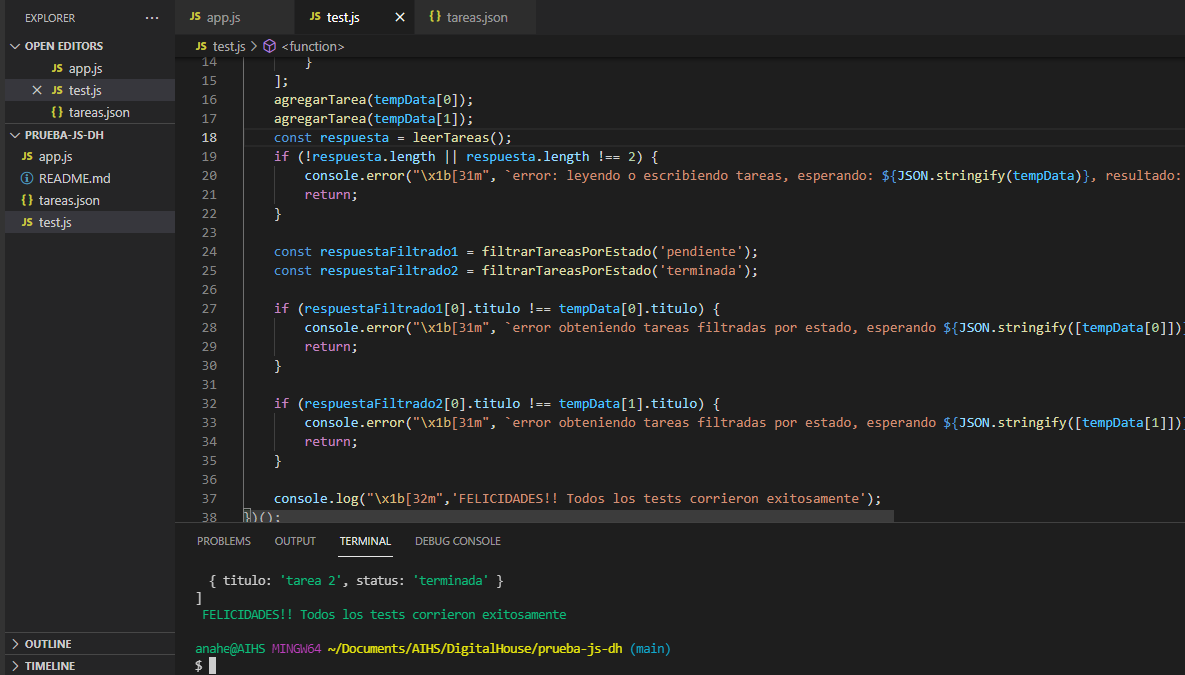 EXPLORER ···
OPEN EDITORS
JS app.js
JS test.js
{} tareas.json
PRUEBA-JS-DH
JS app.js
README.md
{} tareas.json
JS test.js
OUTLINE
TIMELINE
JS app.js JS test.js {} tareas.json
JS test.js > <function>
14 }
15 ];
16 agregarTarea(tempData[0]);
17 agregarTarea(tempData[1]);
18 const respuesta = leerTareas();
19 if (!respuesta.length || respuesta.length !== 2) {
20 console.error("\x1b[31m", `error: leyendo o escribiendo tareas, esperando: ${JSON.stringify(tempData)}, resultado:
21 return;
22 }
23
24 const respuestaFiltrado1 = filtrarTareasPorEstado('pendiente');
25 const respuestaFiltrado2 = filtrarTareasPorEstado('terminada');
26
27 if (respuestaFiltrado1[0].titulo !== tempData[0].titulo) {
28 console.error("\x1b[31m", `error obteniendo tareas filtradas por estado, esperando ${JSON.stringify([tempData[0]])
29 return;
30 }
31
32 if (respuestaFiltrado2[0].titulo !== tempData[1].titulo) {
33 console.error("\x1b[31m", `error obteniendo tareas filtradas por estado, esperando ${JSON.stringify([tempData[1]])
34 return;
35 }
36
37 console.log("\x1b[32m",'FELICIDADES!! Todos los tests corrieron exitosamente');
38 })();
PROBLEMS OUTPUT TERMINAL DEBUG CONSOLE
{ titulo: 'tarea 2', status: 'terminada' }
]
FELICIDADES!! Todos los tests corrieron exitosamente
anahe@AIHS MINGW64 ~/Documents/AIHS/DigitalHouse/prueba-js-dh (main)
$